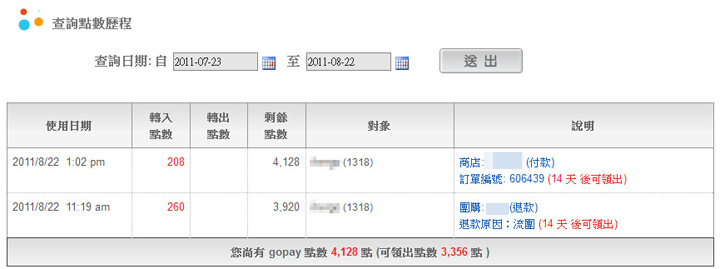 查詢點數歷程
查詢日期: 自 2011-07-23 至 2011-08-22 送 出
使用日期 轉入點數 轉出點數 剩餘點數 對象 說明
2011/8/22 1:02 pm 208 4,128 (1318) 商店: (付款)
訂單編號: 606439 (14 天 後可領出)
2011/8/22 11:19 am 260 3,920 (1318) 團購: (退款)
退款原因：流團 (14 天 後可領出)
您尚有 gopay 點數 4,128 點 (可領出點數 3,356 點 )